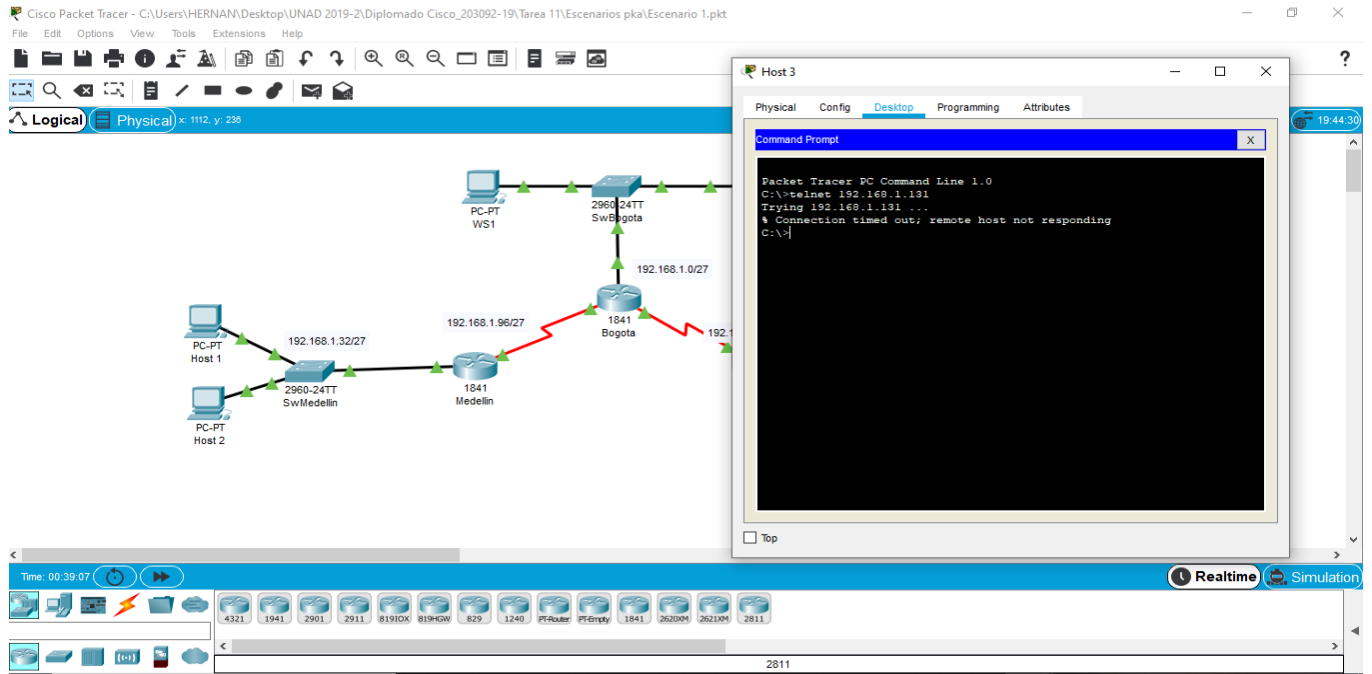 Cisco Packet Tracer - C:\Users\HERNAN\Desktop\UNAD 2019-2\Diplomado Cisco_203092-19\Tarea 11\Escenarios pka\Escenario 1.pkt
File Edit Options View Tools Extensions Help
?
Logical Physical x: 1112, y: 236 19:44:30
Host 3
Physical Config Desktop Programming Attributes
Command Prompt X
Packet Tracer PC Command Line 1.0
C:\>telnet 192.168.1.131
Trying 192.168.1.131 ...
% Connection timed out; remote host not responding
C:\>
Top
PC-PT
WS1
2960-24TT
SwBogota
192.168.1.0/27
1841
Bogota
192.1
192.168.1.96/27
PC-PT
Host 1
192.168.1.32/27
2960-24TT
SwMedellin
1841
Medellin
PC-PT
Host 2
Time: 00:39:07 Realtime Simulation
4321 1941 2901 2911 819IOX 819HGW 829 1240 PT-Router PT-Empty 1841 2620XM 2621XM 2811
2811